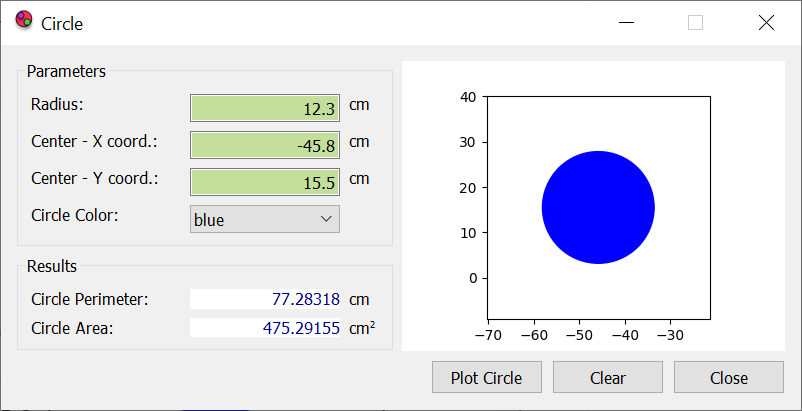 Circle
Parameters
Radius: 12.3 cm
Center - X coord.: -45.8 cm
Center - Y coord.: 15.5 cm
Circle Color: blue
Results
Circle Perimeter: 77.28318 cm
Circle Area: 475.29155 cm²
40
30
20
10
0
−70 −60 −50 −40 −30
Plot Circle Clear Close